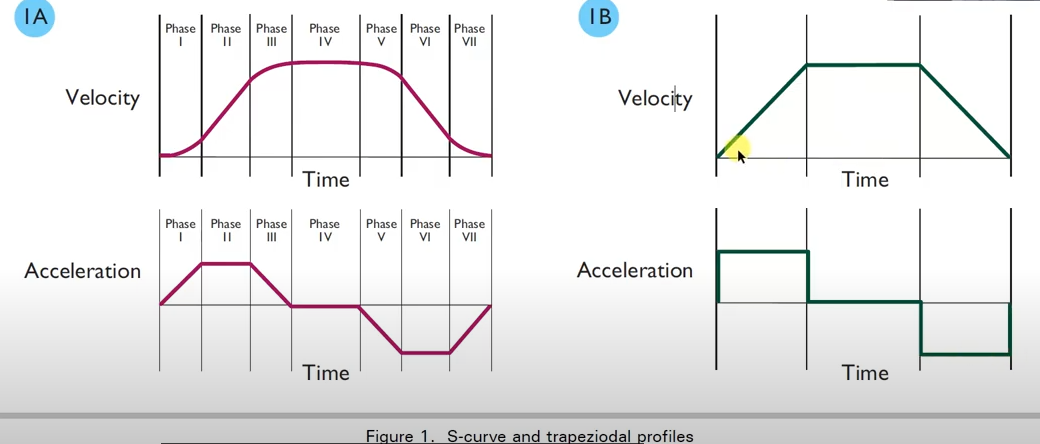 1A
Phase I Phase II Phase III Phase IV Phase V Phase VI Phase VII
Velocity
Time
Phase I Phase II Phase III Phase IV Phase V Phase VI Phase VII
Acceleration
Time
1B
Velocity
Time
Acceleration
Time
Figure 1. S-curve and trapeziodal profiles